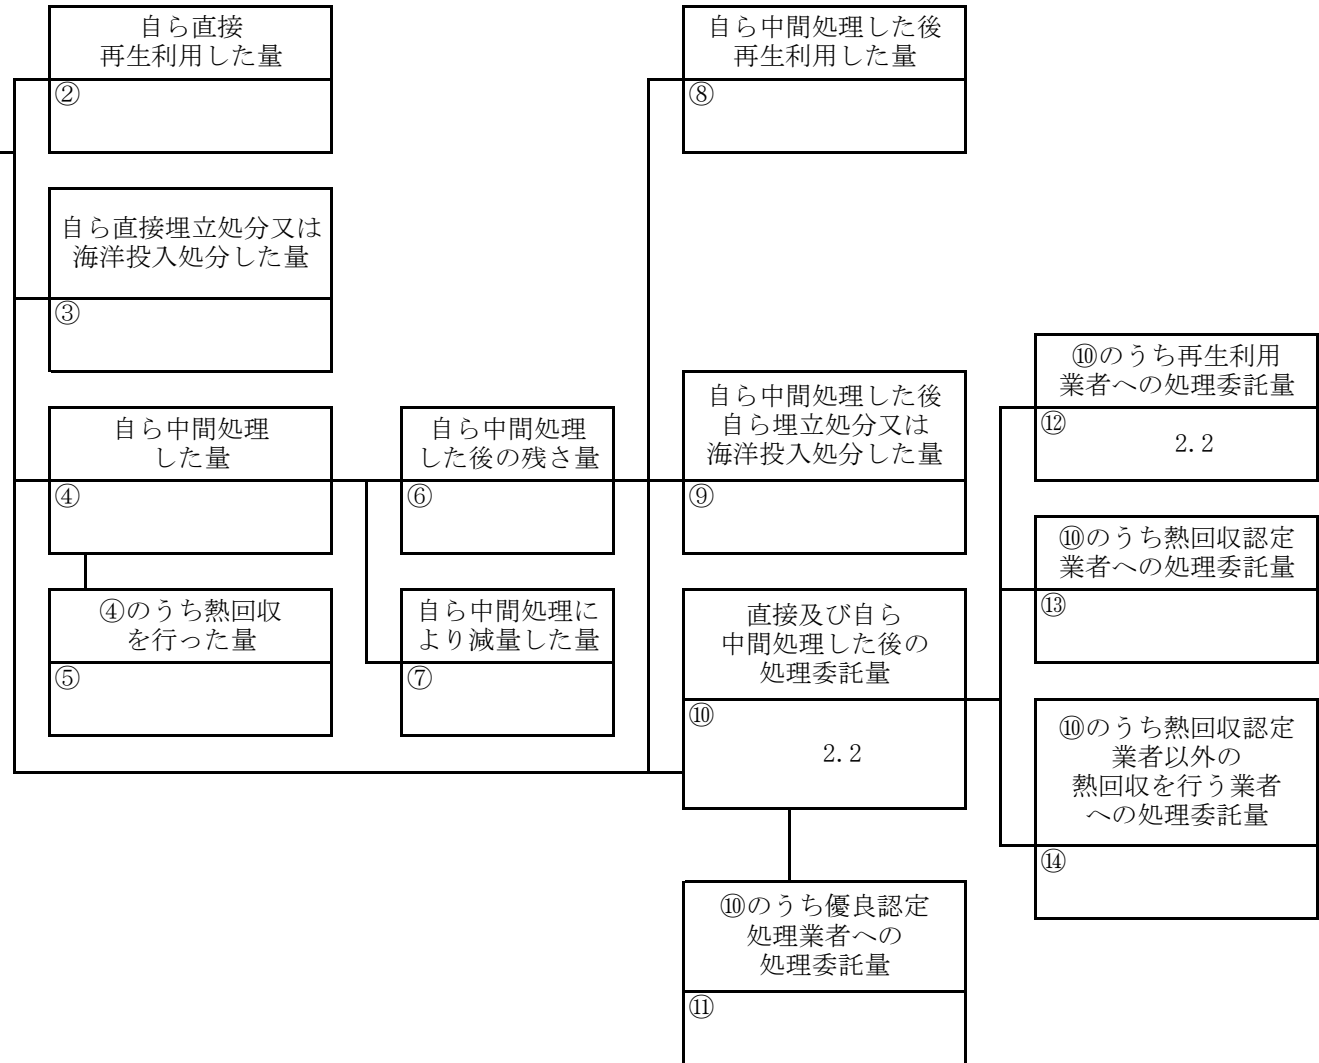 自ら直接
再生利用した量
②
自ら直接埋立処分又は
海洋投入処分した量
③
自ら中間処理
した量
④
④のうち熱回収
を行った量
⑤
自ら中間処理
した後の残さ量
⑥
自ら中間処理に
より減量した量
⑦
自ら中間処理した後
再生利用した量
⑧
自ら中間処理した後
自ら埋立処分又は
海洋投入処分した量
⑨
直接及び自ら
中間処理した後の
処理委託量
⑩
2.2
⑩のうち優良認定
処理業者への
処理委託量
⑪
⑩のうち再生利用
業者への処理委託量
⑫
2.2
⑩のうち熱回収認定
業者への処理委託量
⑬
⑩のうち熱回収認定
業者以外の
熱回収を行う業者
への処理委託量
⑭